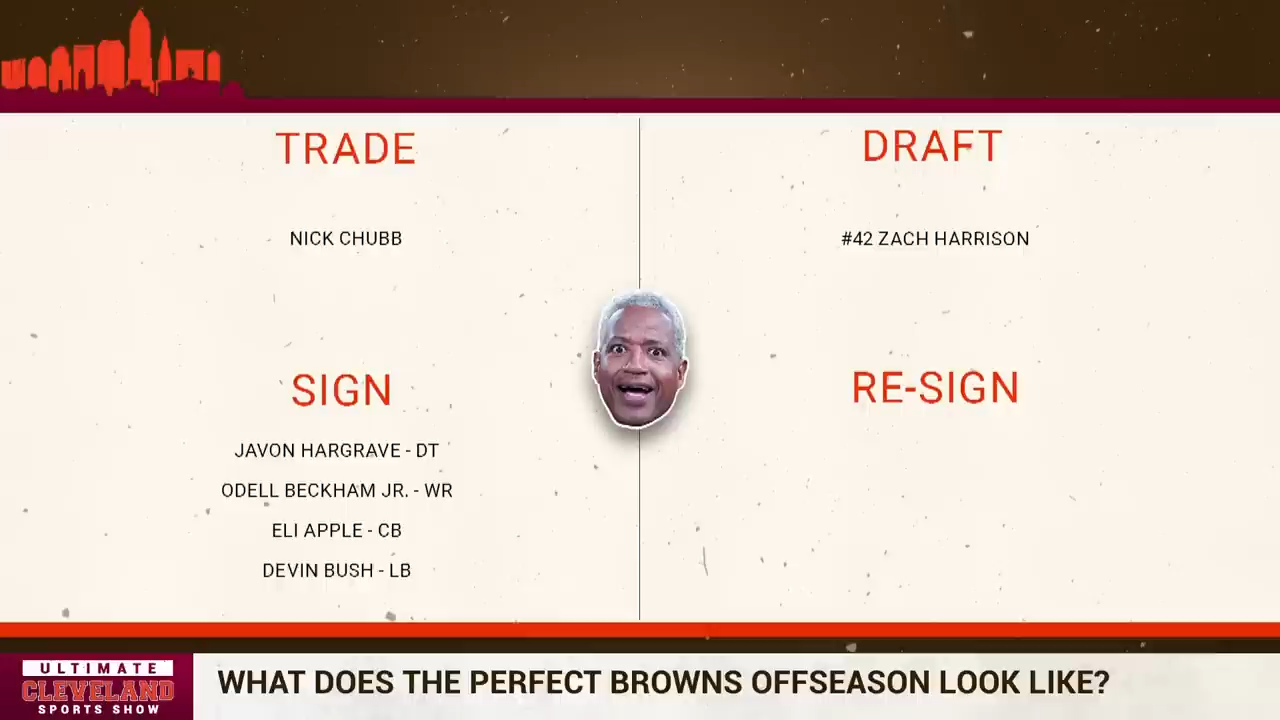 TRADE
NICK CHUBB
DRAFT
#42 ZACH HARRISON
SIGN
JAVON HARGRAVE - DT
ODELL BECKHAM JR. - WR
ELI APPLE - CB
DEVIN BUSH - LB
RE-SIGN
ULTIMATE
CLEVELAND
SPORTS SHOW
WHAT DOES THE PERFECT BROWNS OFFSEASON LOOK LIKE?